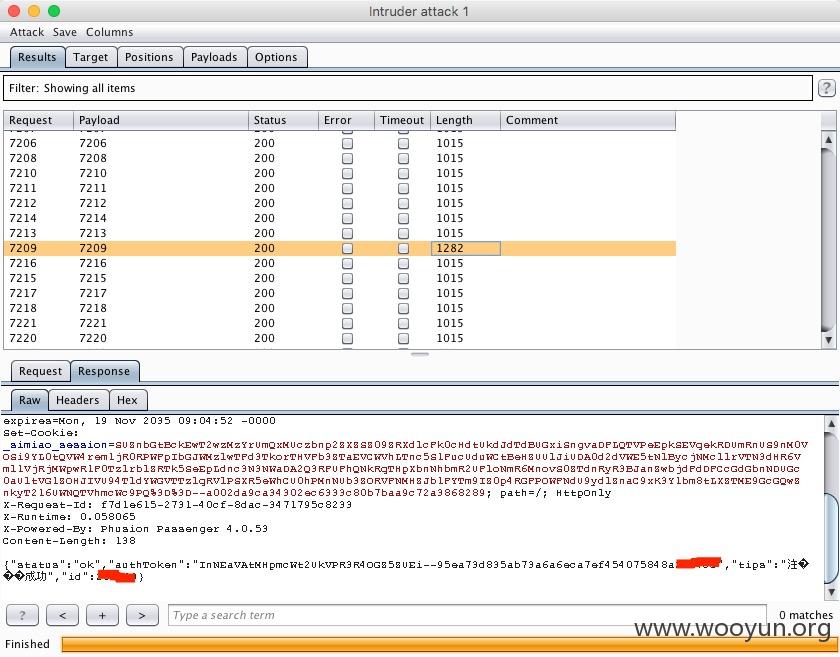 Intruder attack 1
Attack Save Columns
Results Target Positions Payloads Options
Filter: Showing all items ?
Request Payload Status Error Timeout Length Comment
7206 7206 200 1015
7208 7208 200 1015
7210 7210 200 1015
7211 7211 200 1015
7212 7212 200 1015
7214 7214 200 1015
7213 7213 200 1015
7209 7209 200 1282
7216 7216 200 1015
7215 7215 200 1015
7217 7217 200 1015
7218 7218 200 1015
7221 7221 200 1015
7220 7220 200 1015
Request Response
Raw Headers Hex
expires=Mon, 19 Nov 2035 09:04:52 -0000
Set-Cookie:
path=/; HttpOnly
X-Request-Id: f7d1e615-2731-40cf-8dac-3471795c8233
X-Runtime: 0.058065
X-Powered-By: Phusion Passenger 4.0.53
Content-Length: 138
{"status":"ok","authToken": "tips":"注�
��成功","id": }
? < + > Type a search term 0 matches
www.wooyun.org
Finished